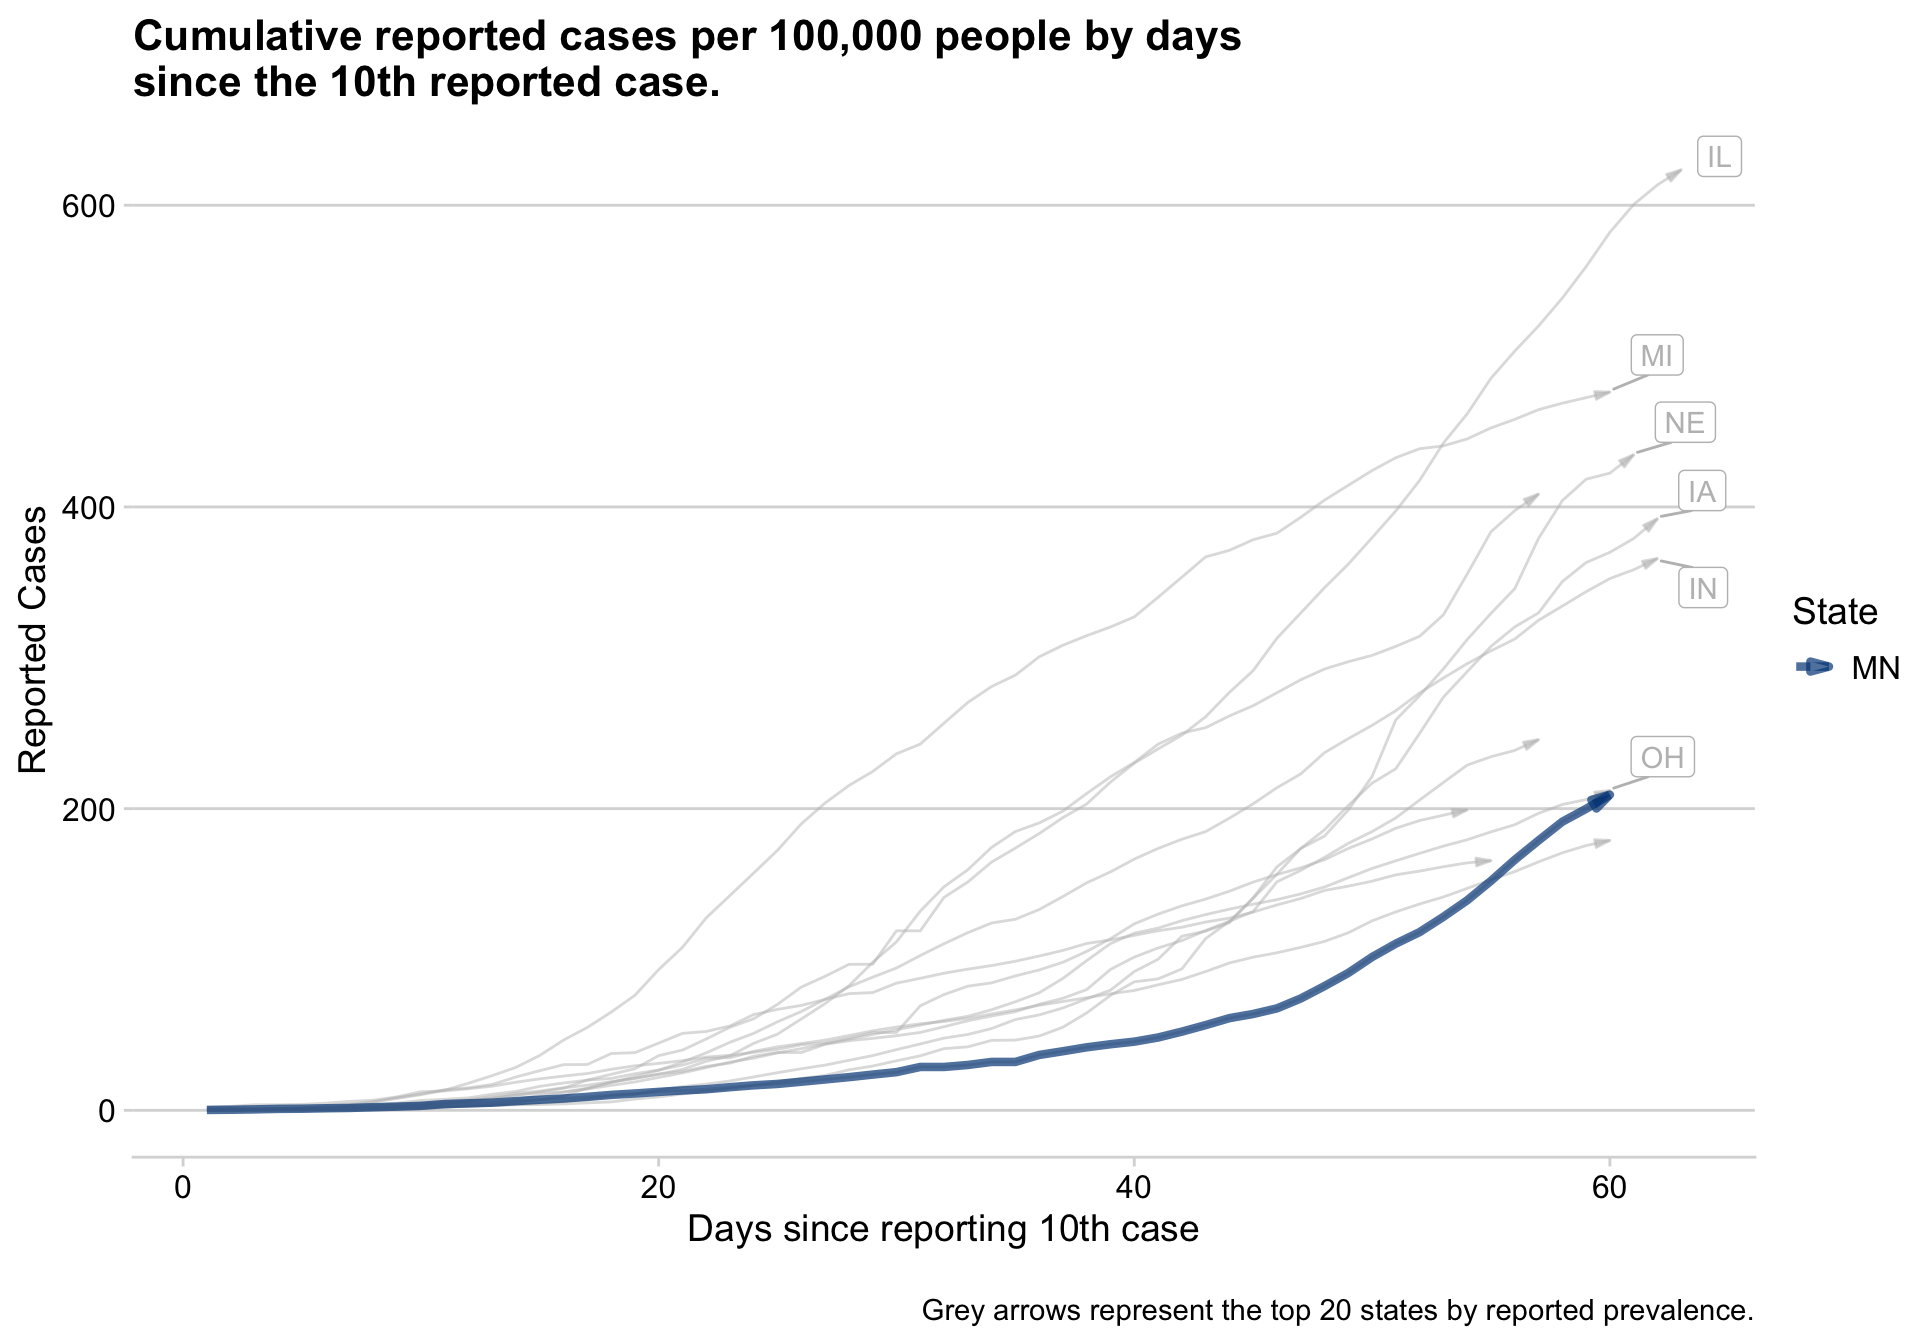 Cumulative reported cases per 100,000 people by days
since the 10th reported case.
IL
600
MI
NE
IA
400
IN
Reported Cases
State
MN
OH
200
0
0 20 40 60
Days since reporting 10th case
Grey arrows represent the top 20 states by reported prevalence.